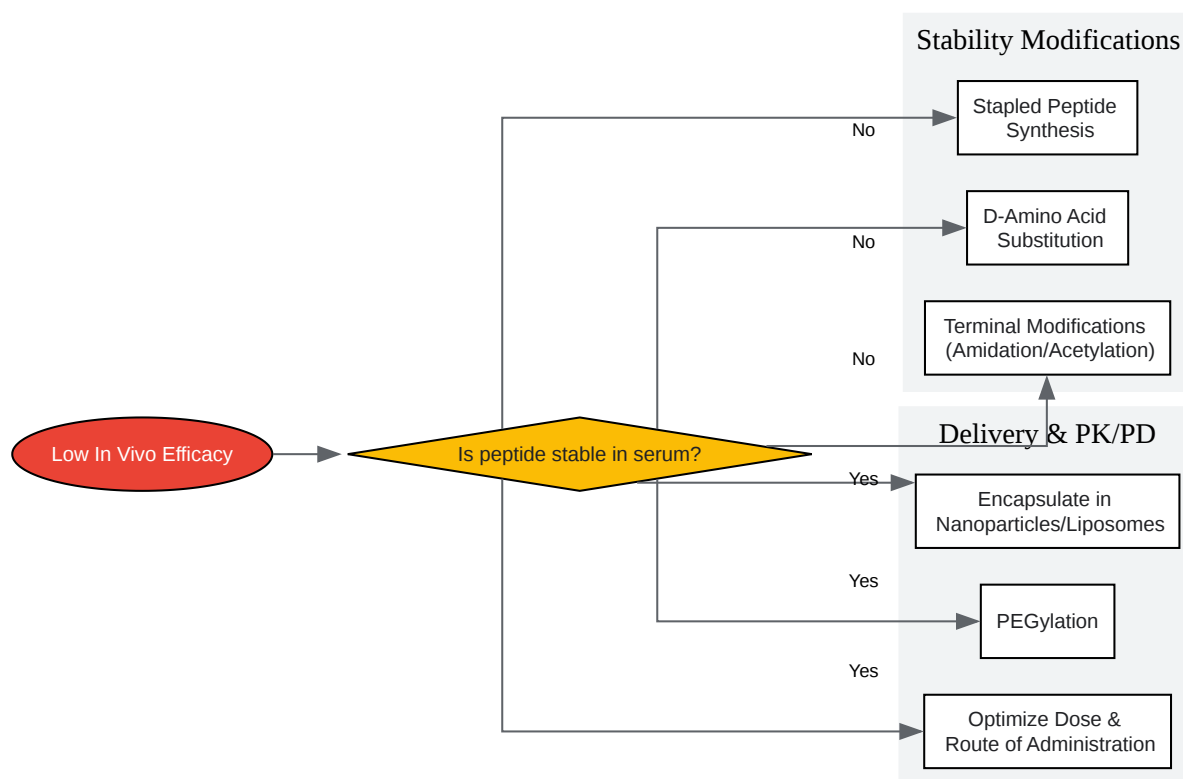 Stability Modifications
Stapled Peptide
Synthesis
No
D-Amino Acid
Substitution
No
Terminal Modifications
(Amidation/Acetylation)
No
Low In Vivo Efficacy
Is peptide stable in serum?
Delivery & PK/PD
Yes
Encapsulate in
Nanoparticles/Liposomes
Yes
PEGylation
Yes
Optimize Dose &
Route of Administration